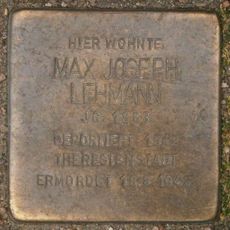 HIER WOHNTE
MAX JOSEPH
LEHMANN
JG.
DEPORTIERT
THERESIENSTADT
ERMORDET